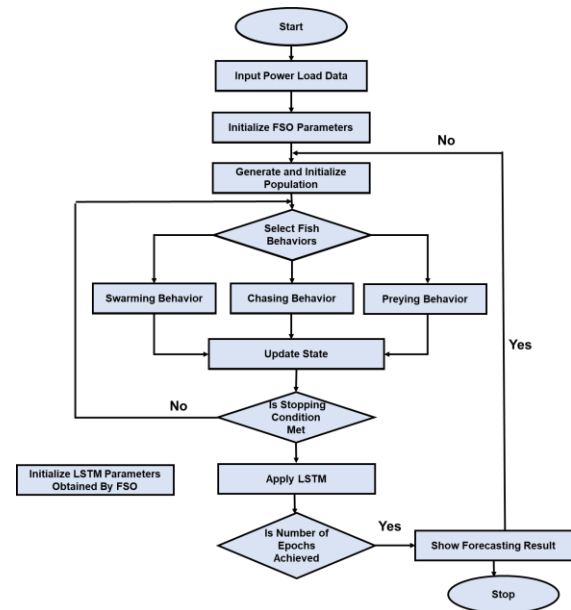 Start
Input Power Load Data
Initialize FSO Parameters
No
Generate and Initialize
Population
Select Fish
Behaviors
Swarming Behavior
Chasing Behavior
Preying Behavior
Update State
Yes
No
Is Stopping
Condition
Met
Initialize LSTM Parameters
Obtained By FSO
Apply LSTM
Is Number of
Epochs
Achieved
Yes
Show Forecasting Result
Stop